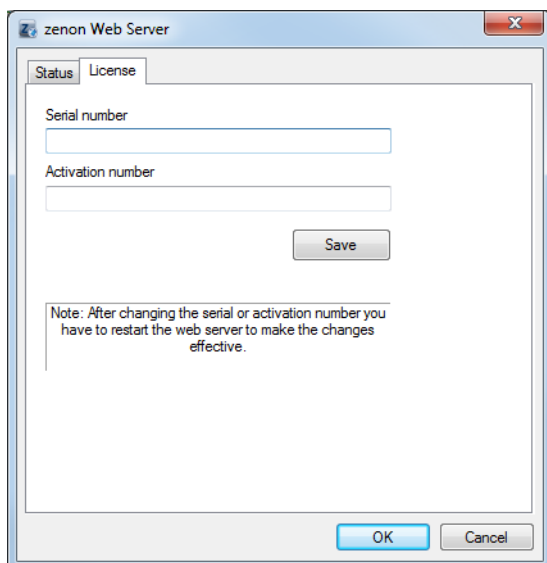 zenon Web Server
Status License
Serial number
Activation number
Save
Note: After changing the serial or activation number you
have to restart the web server to make the changes
effective.
OK Cancel